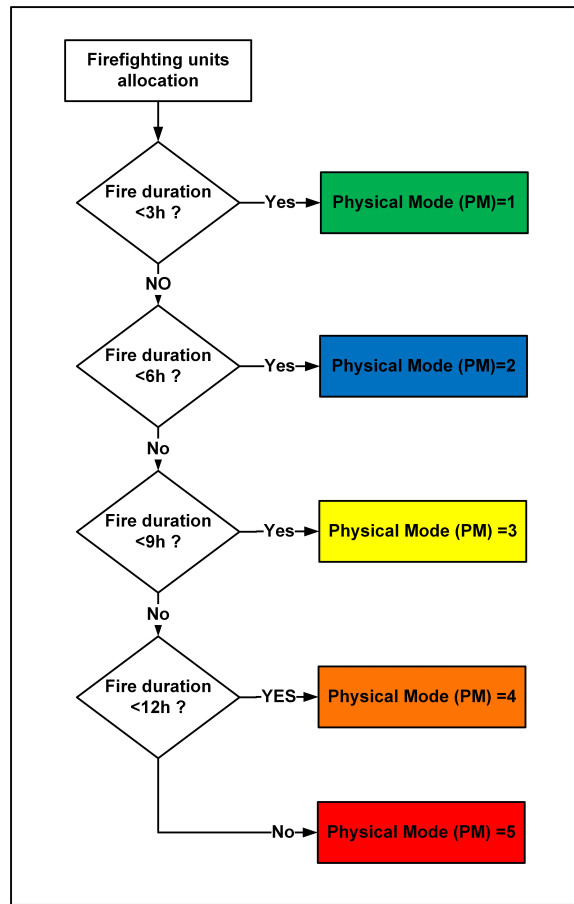 Firefighting units
allocation
Fire duration
<3h ?
Yes
Physical Mode (PM)=1
NO
Fire duration
<6h ?
Yes
Physical Mode (PM)=2
No
Fire duration
<9h ?
Yes
Physical Mode (PM) =3
No
Fire duration
<12h ?
YES
Physical Mode (PM) =4
No
Physical Mode (PM) =5